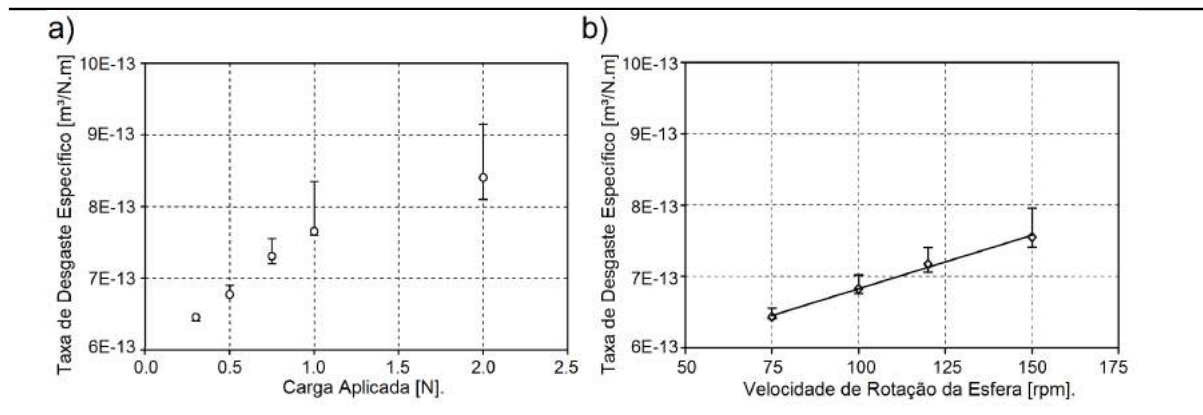 a)
Taxa de Desgaste Específico [m³/N.m]
10E-13
9E-13
8E-13
7E-13
6E-13
0.0 0.5 1.0 1.5 2.0 2.5
Carga Aplicada [N].
b)
Taxa de Desgaste Específico [m³/N.m]
10E-13
9E-13
8E-13
7E-13
6E-13
50 75 100 125 150 175
Velocidade de Rotação da Esfera [rpm].